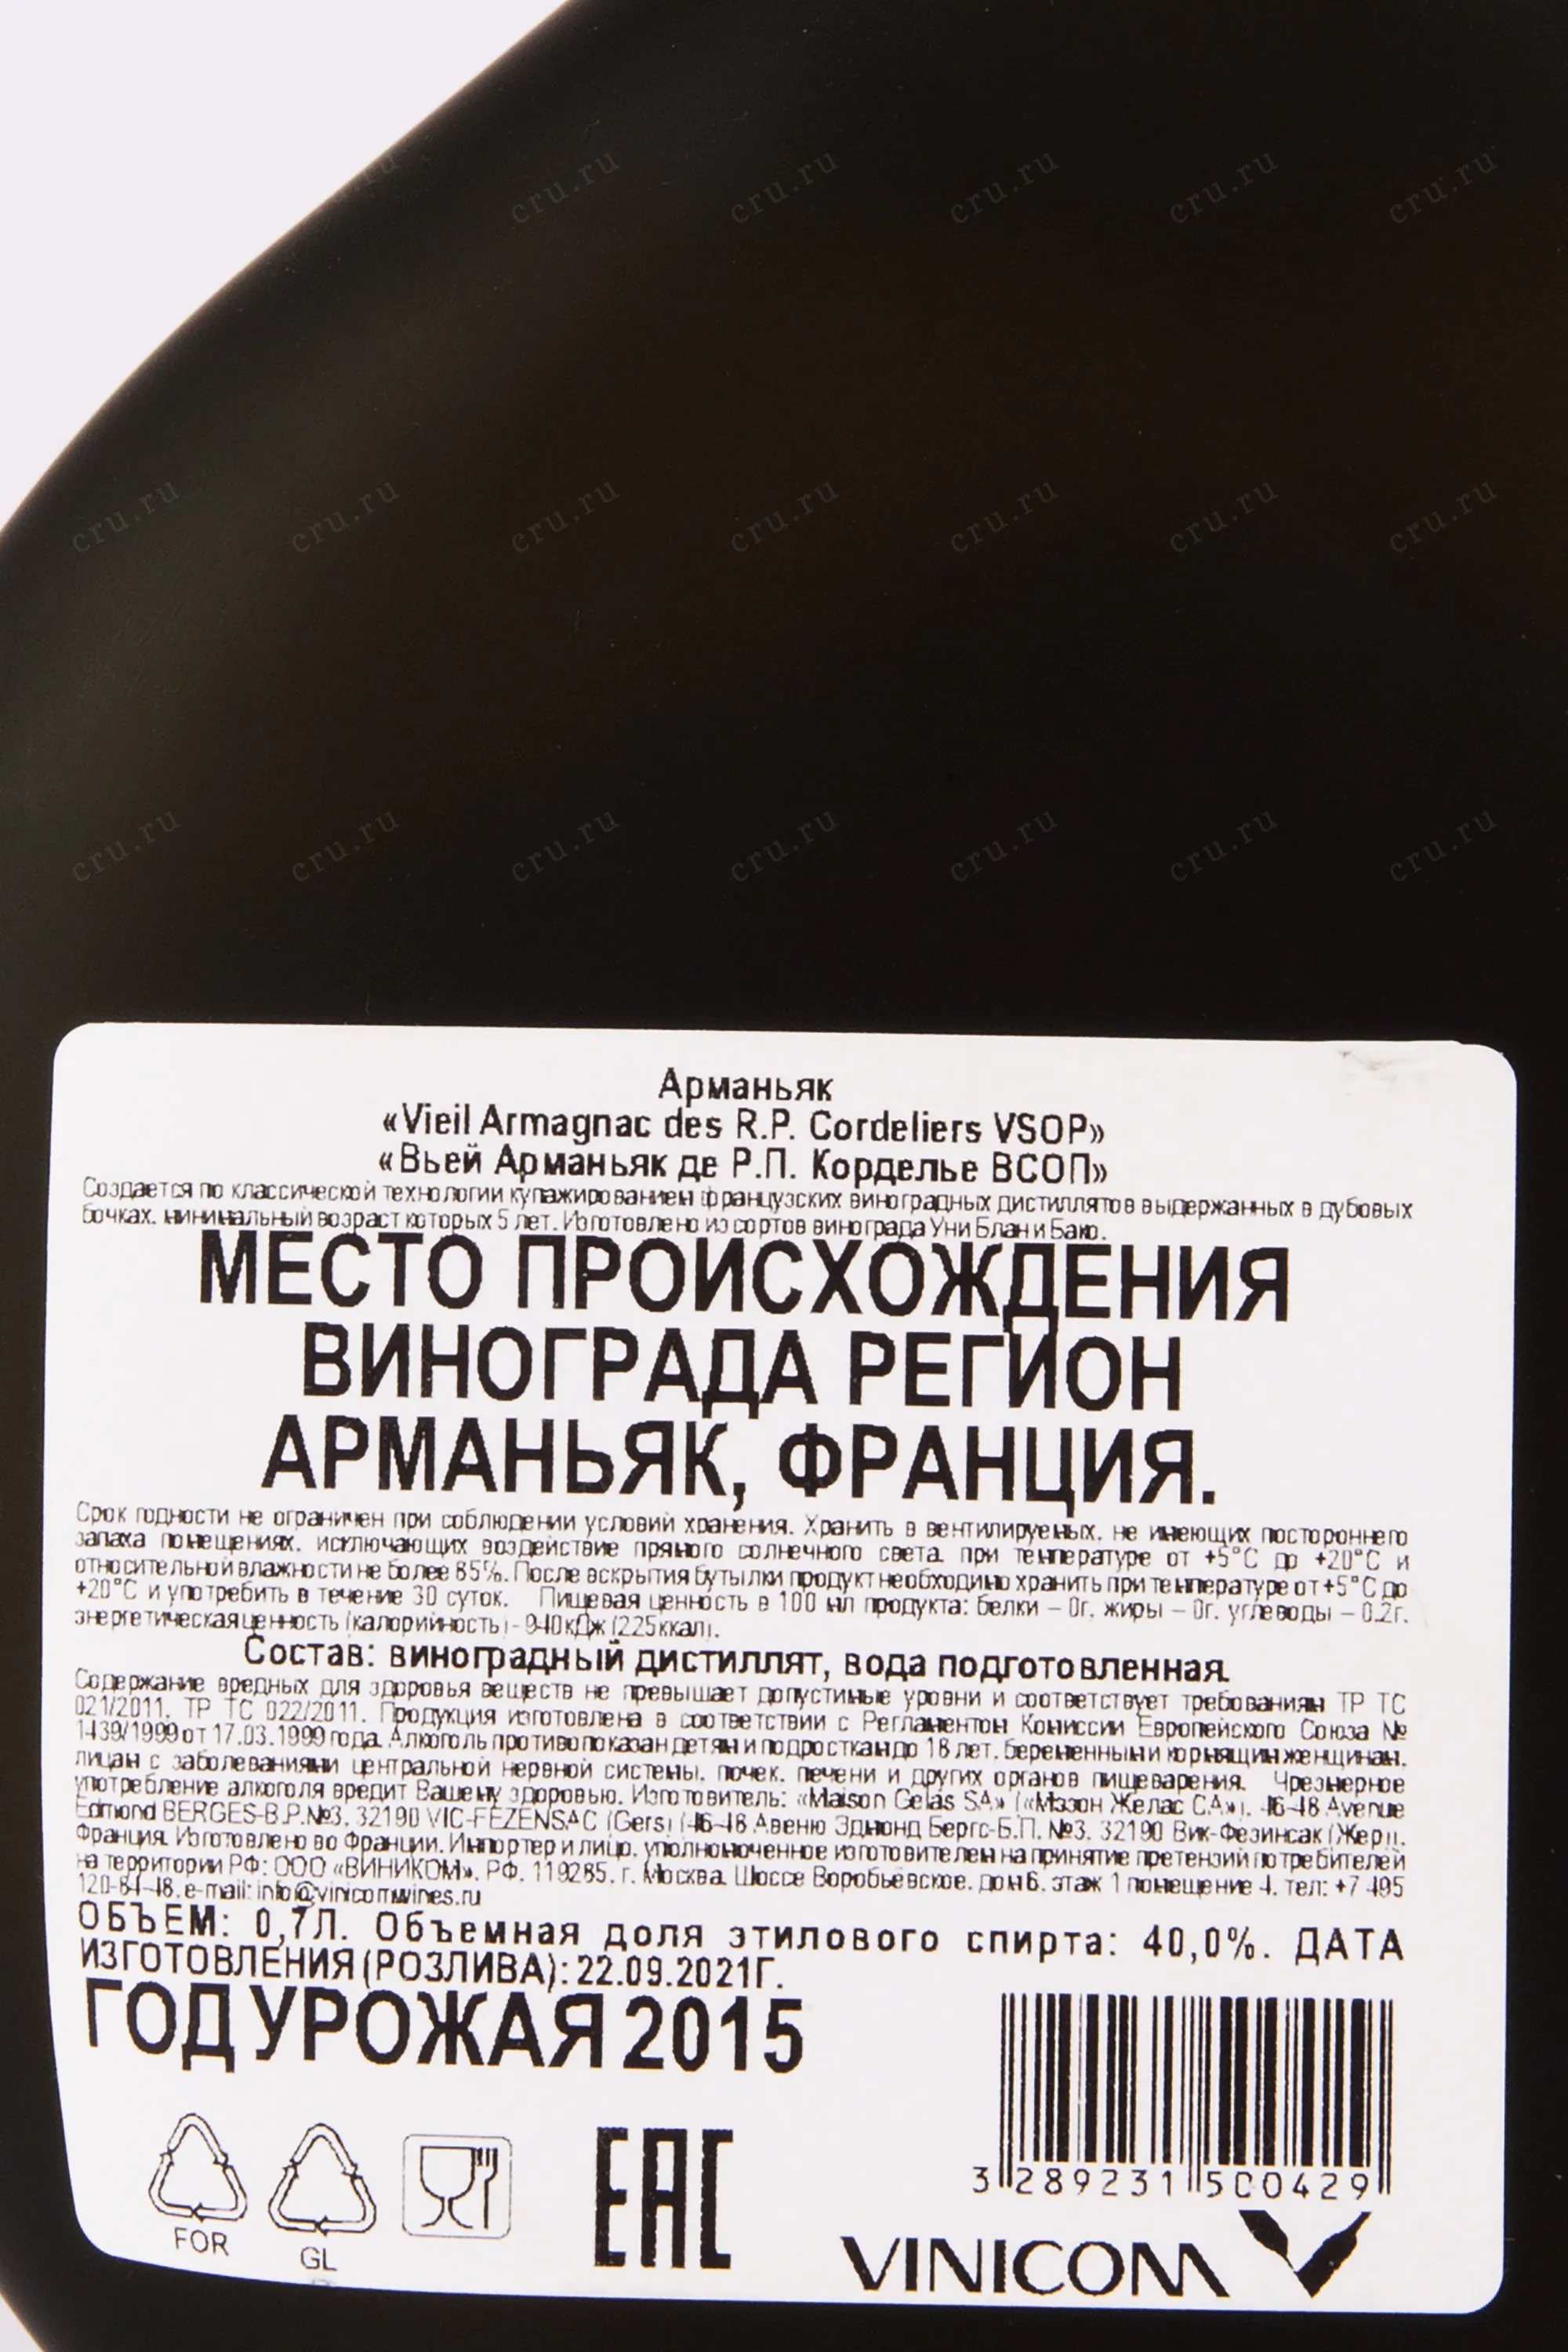 Арманьяк
«Vieil Armagnac des R.P. Cordeliers VSOP»
«Вьей Арманьяк де Р.П. Корделье ВСОП»
Создается по классической технологии купажированием французских виноградных дистиллятов выдержанных в дубовых
бочках, минимальный возраст которых 5 лет. Изготовлено из сортов винограда Уни Блан и Бако.
МЕСТО ПРОИСХОЖДЕНИЯ
ВИНОГРАДА РЕГИОН
АРМАНЬЯК, ФРАНЦИЯ.
Срок годности не ограничен при соблюдении условий хранения. Хранить в вентилируемых, не имеющих постороннего
запаха помещениях, исключающих воздействие прямого солнечного света, при температуре от +5°С до +20°С и
относительной влажности не более 85%. После вскрытия бутылки продукт необходимо хранить при температуре от +5°С до
+20°С и употребить в течение 30 суток. Пищевая ценность в 100 мл продукта: белки – 0г, жиры – 0г, углеводы – 0.2г,
энергетическая ценность (калорийность) - 940 кДж (225ккал).
Состав: виноградный дистиллят, вода подготовленная.
Содержание вредных для здоровья веществ не превышает допустимые уровни и соответствует требованиям ТР ТС
021/2011, ТР ТС 022/2011. Продукция изготовлена в соответствии с Регламентом Комиссии Европейского Союза №
1439/1999 от 17.03.1999 года. Алкоголь противопоказан детям и подросткам до 18 лет, беременным и кормящим женщинам,
лицам с заболеваниями центральной нервной системы, почек, печени и других органов пищеварения. Чрезмерное
употребление алкоголя вредит Вашему здоровью. Изготовитель: «Maison Gelas SA» («Мэзон Желас СА»), 46-48 Avenue
Edmond BERGES-B.P.№3, 32190 VIC-FEZENSAC (Gers) (46-48 Авеню Эдмонд Бергс-Б.П. №3, 32190 Вик-Фезинсак (Жер)),
Франция. Изготовлено во Франции. Импортер и лицо, уполномоченное изготовителем на принятие претензий потребителей
на территории РФ: ООО «ВИНИКОМ», РФ, 119285, г. Москва, Шоссе Воробьевское, дом 6, этаж 1 помещение 4, тел: +7 495
120-84-48, e-mail: info@vinicomwines.ru
ОБЪЕМ: 0,7Л. Объемная доля этилового спирта: 40,0%. ДАТА
ИЗГОТОВЛЕНИЯ (РОЗЛИВА): 22.09.2021Г.
ГОД УРОЖАЯ 2015
3 289231 500429
FOR
GL
EAC
VINICOM